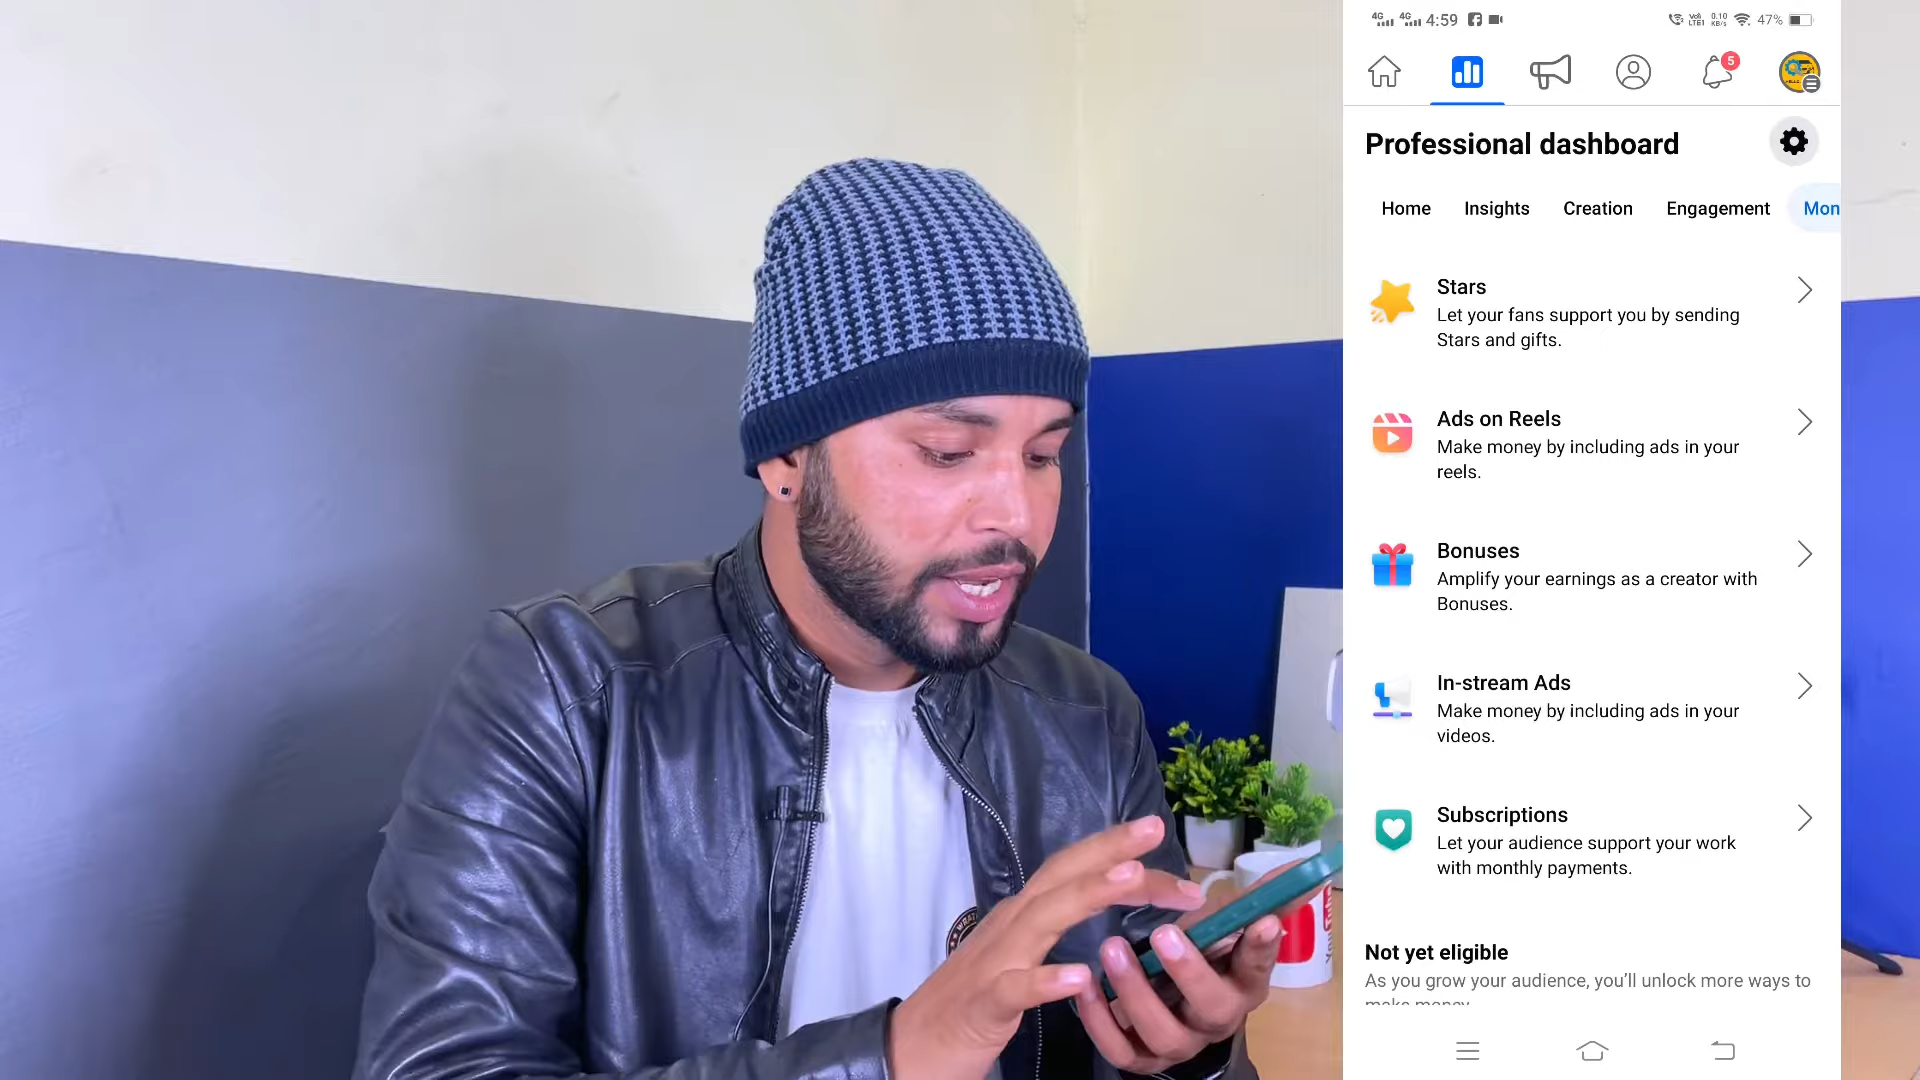 4G 4G 4:59 47%
5
Professional dashboard
Home Insights Creation Engagement Mon
Stars
Let your fans support you by sending
Stars and gifts.
Ads on Reels
Make money by including ads in your
reels.
Bonuses
Amplify your earnings as a creator with
Bonuses.
In-stream Ads
Make money by including ads in your
videos.
Subscriptions
Let your audience support your work
with monthly payments.
Not yet eligible
As you grow your audience, you'll unlock more ways to
make money